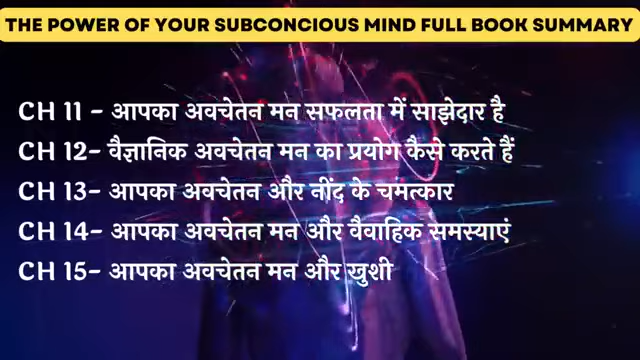 THE POWER OF YOUR SUBCONCIOUS MIND FULL BOOK SUMMARY
CH 11 - आपका अवचेतन मन सफलता में साझेदार है
CH 12- वैज्ञानिक अवचेतन मन का प्रयोग कैसे करते हैं
CH 13- आपका अवचेतन और नींद के चमत्कार
CH 14- आपका अवचेतन मन और वैवाहिक समस्याएं
CH 15- आपका अवचेतन मन और खुशी